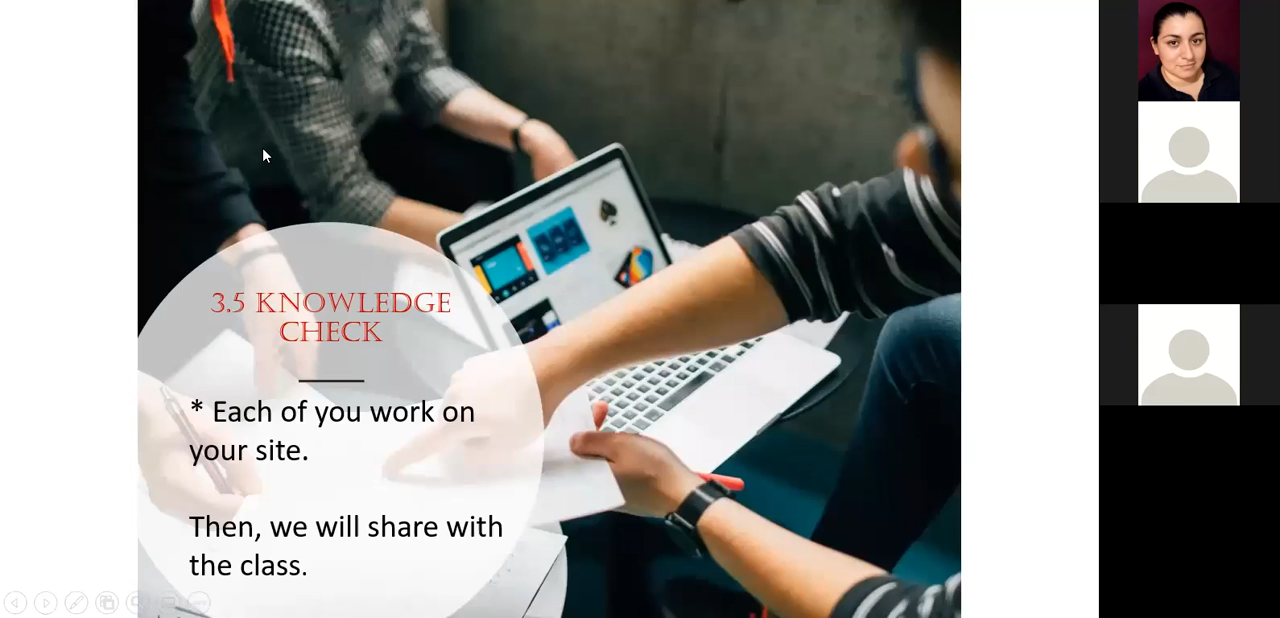 3.5 KNOWLEDGE
CHECK
* Each of you work on
your site.
Then, we will share with
the class.